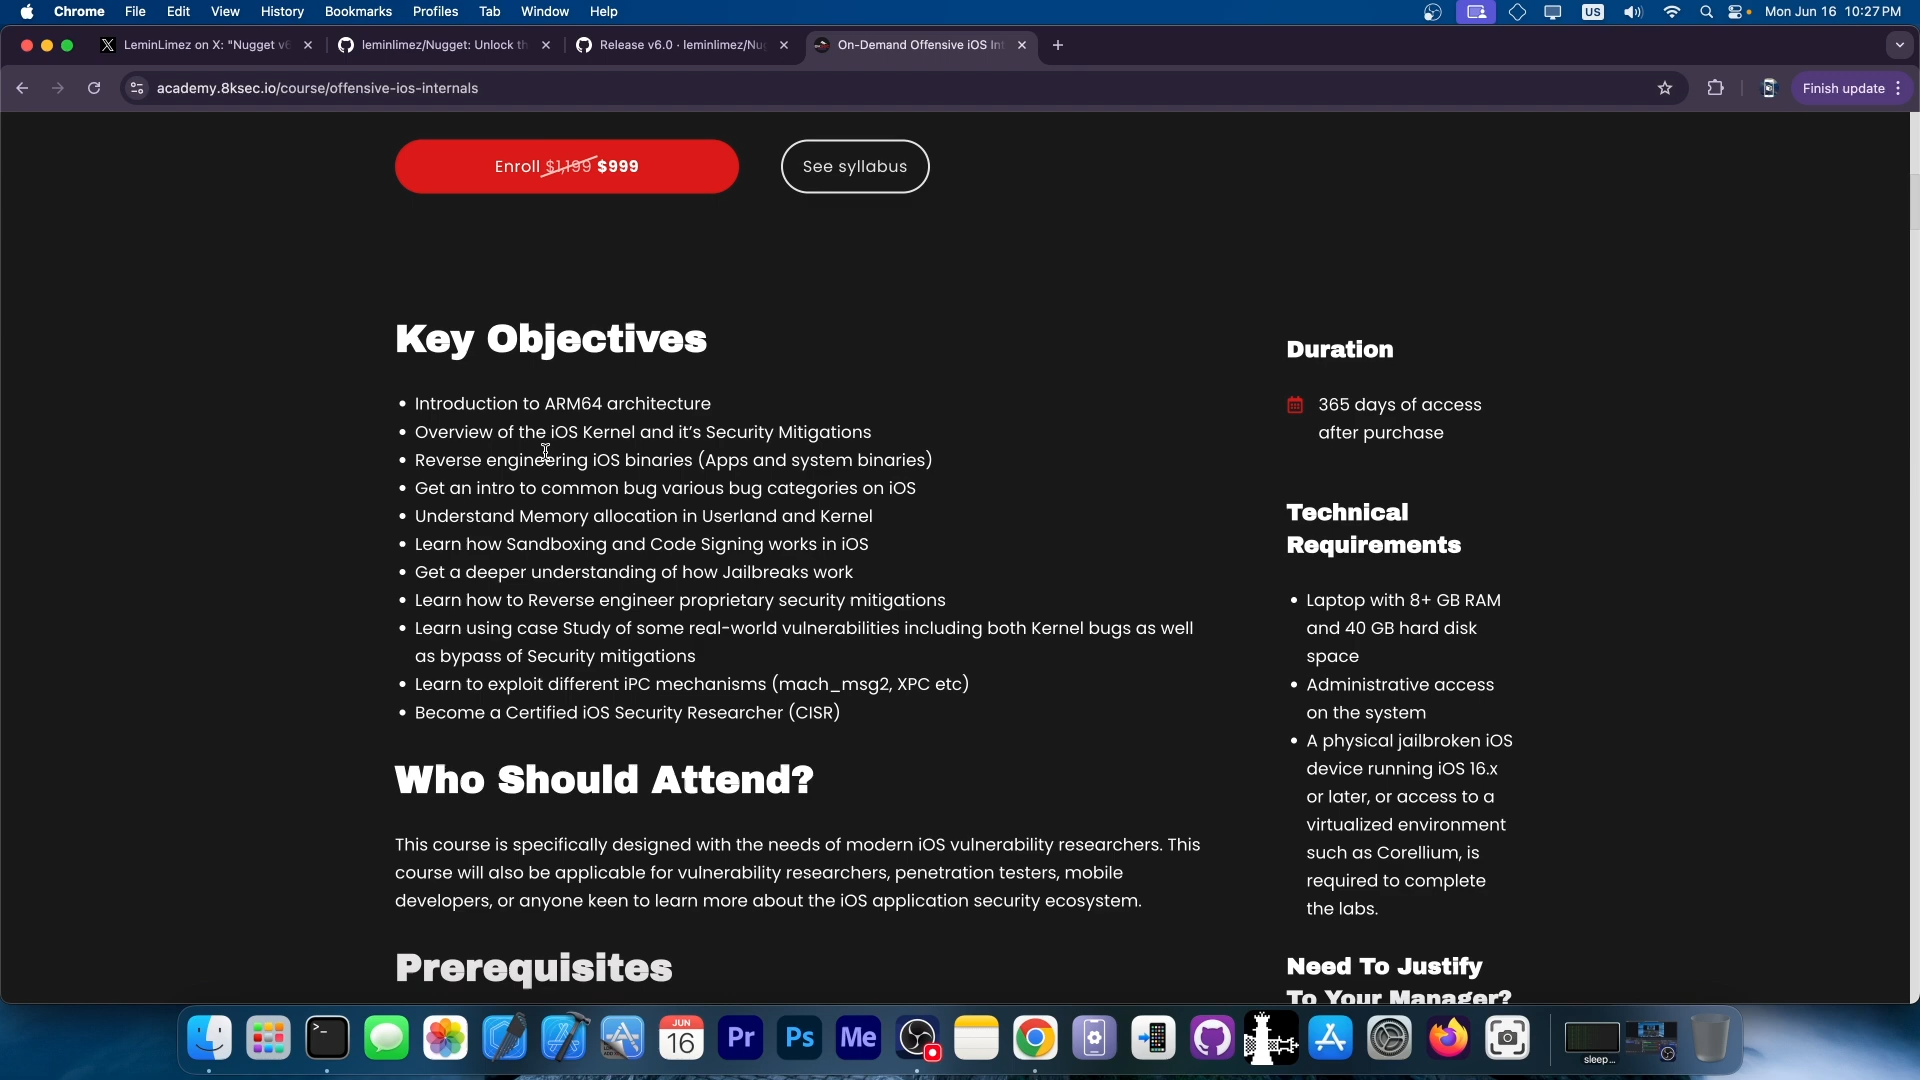 Chrome File Edit View History Bookmarks Profiles Tab Window Help US Mon Jun 16 10:27 PM
LeminLimez on X: "Nugget v6 leminlimez/Nugget: Unlock th Release v6.0 · leminlimez/Nug On-Demand Offensive iOS Int
academy.8ksec.io/course/offensive-ios-internals Finish update
Enroll $1,199 $999 See syllabus
Key Objectives
• Introduction to ARM64 architecture
• Overview of the iOS Kernel and it's Security Mitigations
• Reverse engineering iOS binaries (Apps and system binaries)
• Get an intro to common bug various bug categories on iOS
• Understand Memory allocation in Userland and Kernel
• Learn how Sandboxing and Code Signing works in iOS
• Get a deeper understanding of how Jailbreaks work
• Learn how to Reverse engineer proprietary security mitigations
• Learn using case Study of some real-world vulnerabilities including both Kernel bugs as well
as bypass of Security mitigations
• Learn to exploit different iPC mechanisms (mach_msg2, XPC etc)
• Become a Certified iOS Security Researcher (CISR)
Who Should Attend?
This course is specifically designed with the needs of modern iOS vulnerability researchers. This
course will also be applicable for vulnerability researchers, penetration testers, mobile
developers, or anyone keen to learn more about the iOS application security ecosystem.
Prerequisites
Duration
365 days of access
after purchase
Technical
Requirements
• Laptop with 8+ GB RAM
and 40 GB hard disk
space
• Administrative access
on the system
• A physical jailbroken iOS
device running iOS 16.x
or later, or access to a
virtualized environment
such as Corellium, is
required to complete
the labs.
Need To Justify
To Your Manager?
JUN
16
Pr
Ps
Me
sleep...